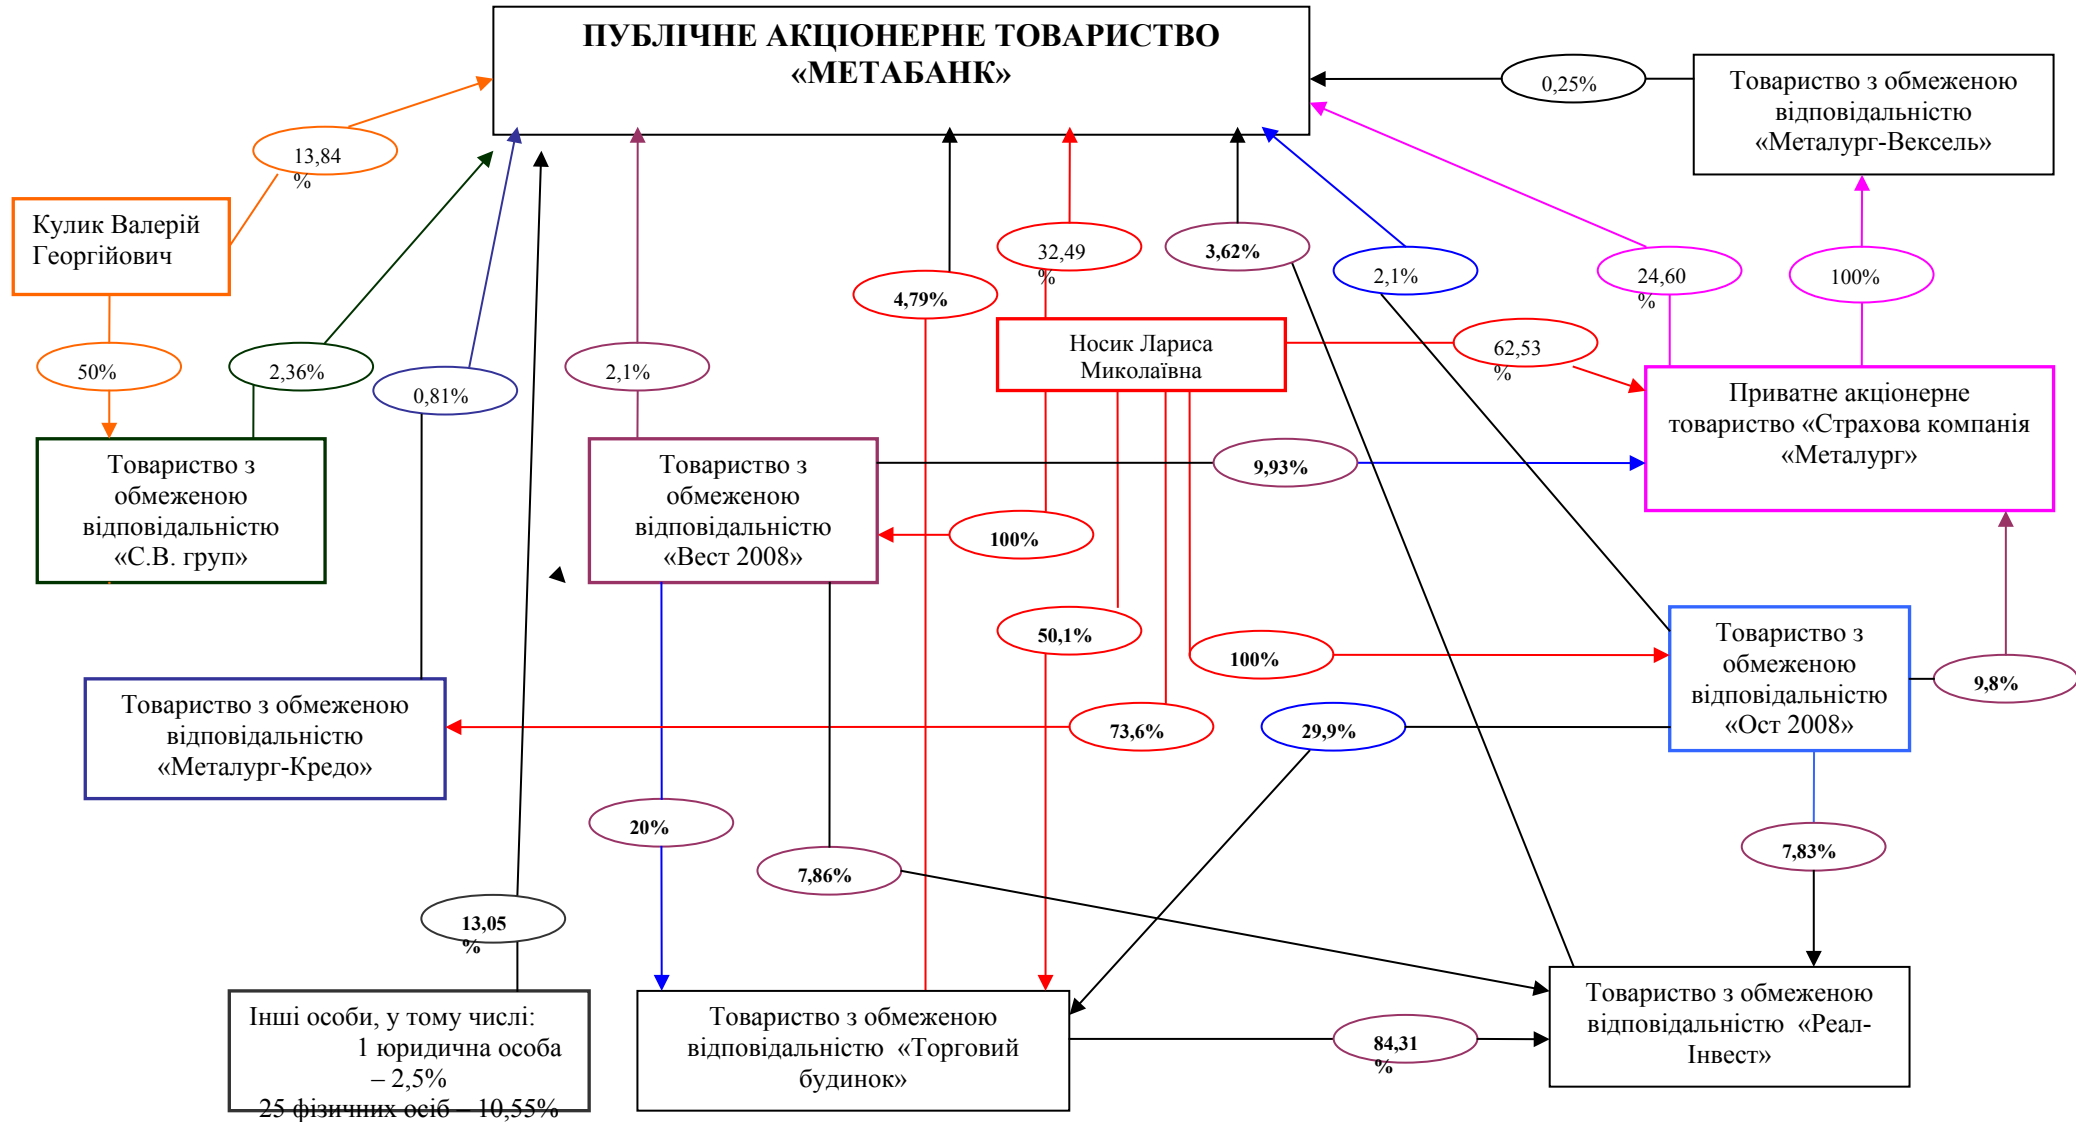 ПУБЛІЧНЕ АКЦІОНЕРНЕ ТОВАРИСТВО
«МЕТАБАНК»
0,25%
Товариство з обмеженою
відповідальністю
«Металург-Вексель»
13,84
%
Кулик Валерій
Георгійович
32,49
%
3,62%
2,1%
24,60
%
100%
4,79%
Носик Лариса
Миколаївна
62,53
%
50%
2,36%
0,81%
2,1%
Приватне акціонерне
товариство «Страхова компанія
«Металург»
Товариство з
обмеженою
відповідальністю
«С.В. груп»
Товариство з
обмеженою
відповідальністю
«Вест 2008»
9,93%
100%
50,1%
100%
Товариство з
обмеженою
відповідальністю
«Ост 2008»
9,8%
Товариство з обмеженою
відповідальністю
«Металург-Кредо»
73,6%
29,9%
20%
7,86%
7,83%
13,05
%
Інші особи, у тому числі:
1 юридична особа
– 2,5%
25 фізичних осіб – 10,55%
Товариство з обмеженою
відповідальністю «Торговий
будинок»
84,31
%
Товариство з обмеженою
відповідальністю «Реал-
Інвест»